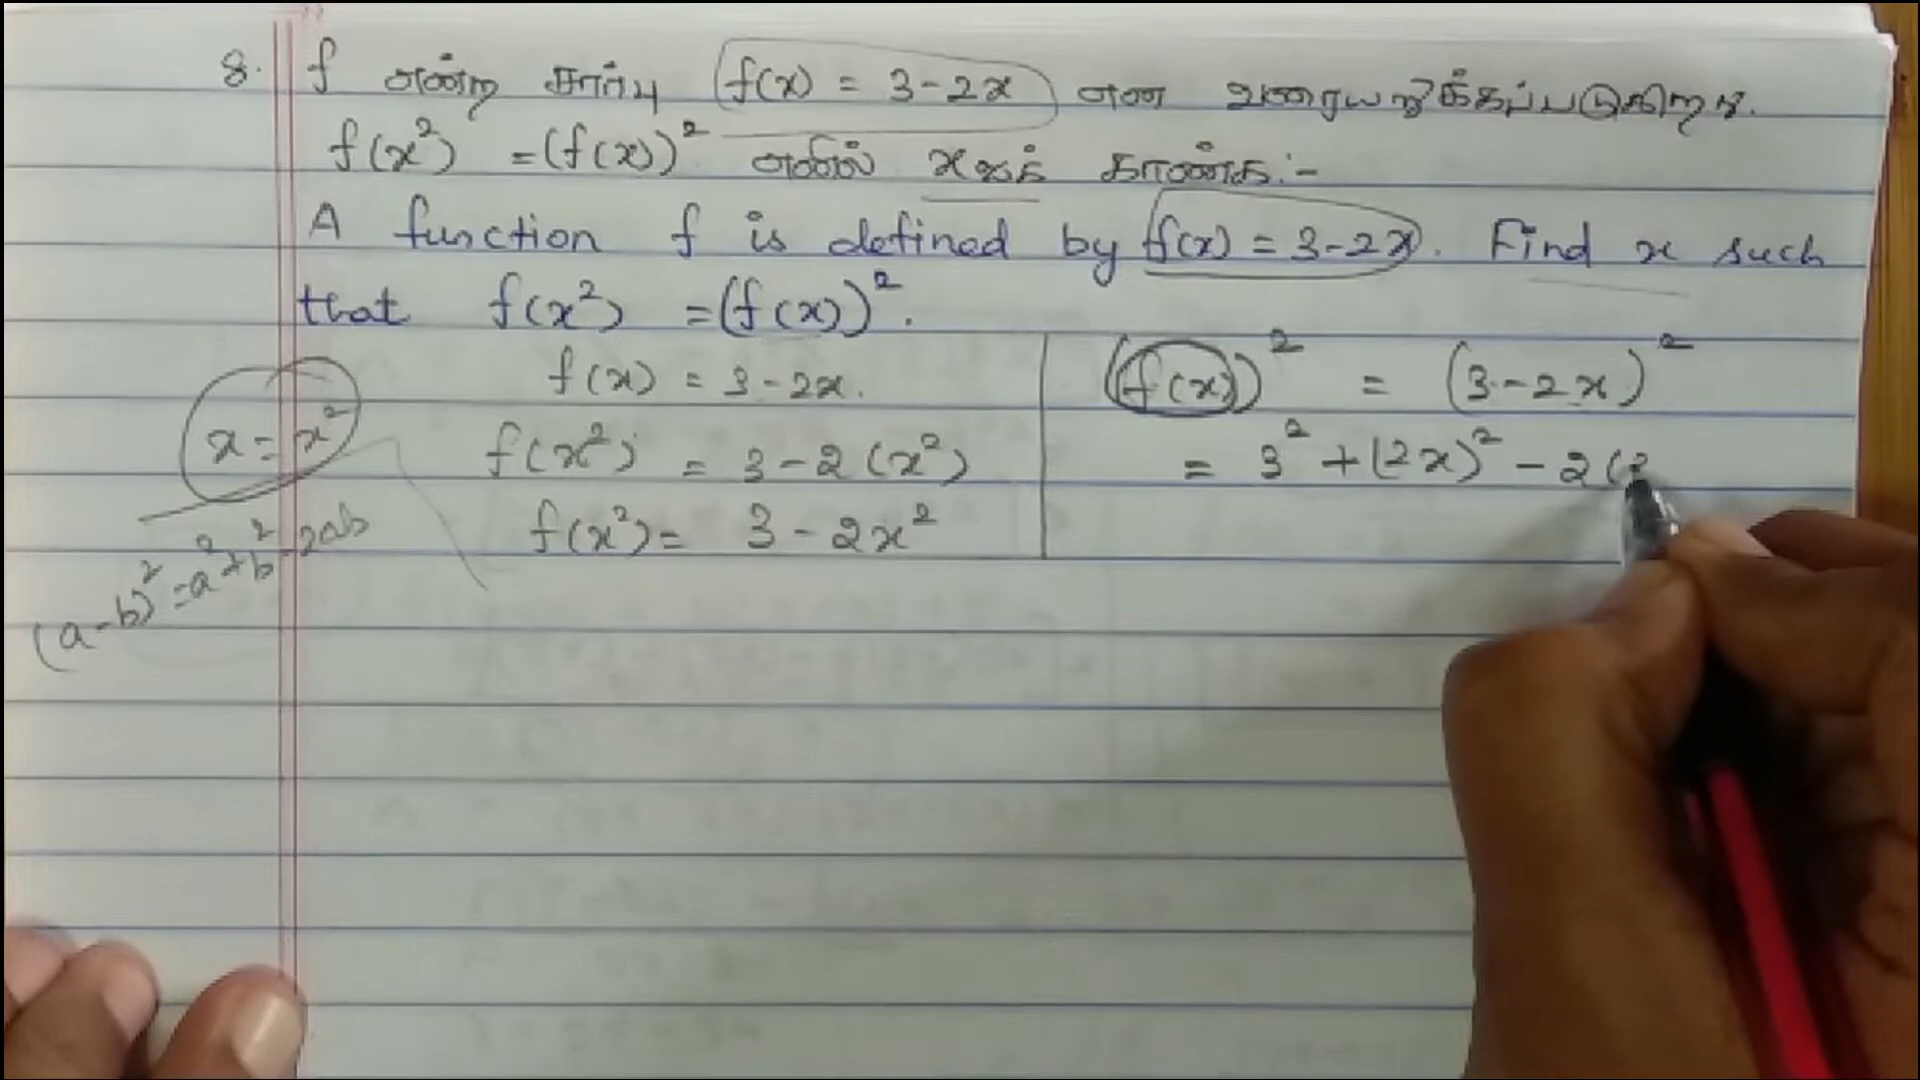 8. f என்ற சார்பு f(x) = 3-2x என வரையறுக்கப்படுகிறது.
f(x²) = (f(x))² எனில் x ஐக் காண்க:-
A function f is defined by f(x) = 3-2x. Find x such
that f(x²) = (f(x))².
f(x) = 3-2x.
x = x²
f(x²) = 3-2(x²)
f(x²) = 3-2x²
(a-b)² = a²+b²-2ab
(f(x))² = (3-2x)²
= 3² + (2x)² - 2(3